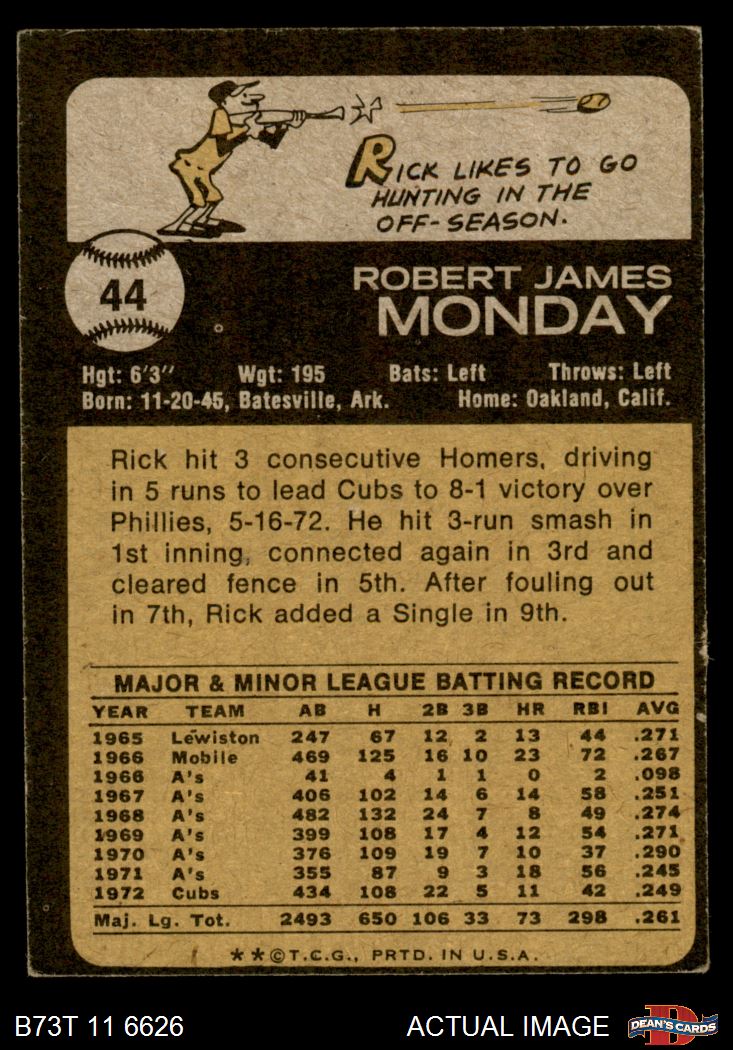 RICK LIKES TO GO
HUNTING IN THE
OFF-SEASON.
44
ROBERT JAMES
MONDAY
Hgt: 6'3" Wgt: 195 Bats: Left Throws: Left
Born: 11-20-45, Batesville, Ark. Home: Oakland, Calif.
Rick hit 3 consecutive Homers, driving
in 5 runs to lead Cubs to 8-1 victory over
Phillies, 5-16-72. He hit 3-run smash in
1st inning, connected again in 3rd and
cleared fence in 5th. After fouling out
in 7th, Rick added a Single in 9th.
MAJOR & MINOR LEAGUE BATTING RECORD
YEAR TEAM AB H 2B 3B HR RBI AVG
1965 Lewiston 247 67 12 2 13 44 .271
1966 Mobile 469 125 16 10 23 72 .267
1966 A's 41 4 1 1 0 2 .098
1967 A's 406 102 14 6 14 58 .251
1968 A's 482 132 24 7 8 49 .274
1969 A's 399 108 17 4 12 54 .271
1970 A's 376 109 19 7 10 37 .290
1971 A's 355 87 9 3 18 56 .245
1972 Cubs 434 108 22 5 11 42 .249
Maj. Lg. Tot. 2493 650 106 33 73 298 .261
**©T.C.G., PRTD. IN U.S.A.
B73T 11 6626 ACTUAL IMAGE D DEAN'S CARDS